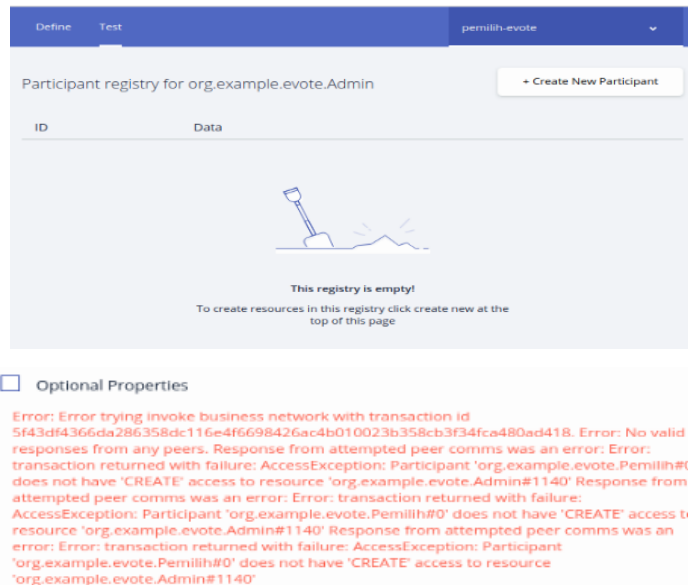 Define Test pemilih-evote
Participant registry for org.example.evote.Admin + Create New Participant
ID Data
This registry is empty!
To create resources in this registry click create new at the
top of this page
Optional Properties
Error: Error trying invoke business network with transaction id
5f43df4366da286358dc116e4f6698426ac4b010023b358cb3f34fca480ad418. Error: No valid
responses from any peers. Response from attempted peer comms was an error: Error:
transaction returned with failure: AccessException: Participant 'org.example.evote.Pemilih#0'
does not have 'CREATE' access to resource 'org.example.evote.Admin#1140' Response from
attempted peer comms was an error: Error: transaction returned with failure:
AccessException: Participant 'org.example.evote.Pemilih#0' does not have 'CREATE' access to
resource 'org.example.evote.Admin#1140' Response from attempted peer comms was an
error: Error: transaction returned with failure: AccessException: Participant
'org.example.evote.Pemilih#0' does not have 'CREATE' access to resource
'org.example.evote.Admin#1140'